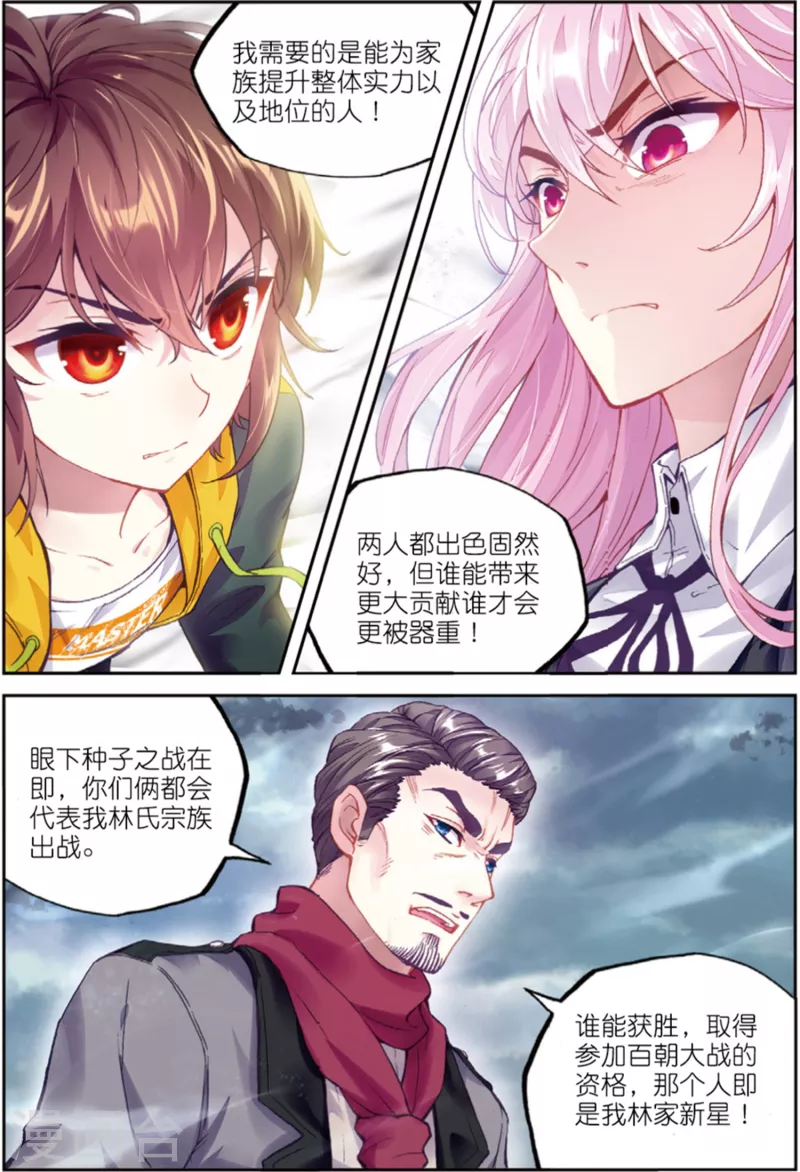 我需要的是能为家
族提升整体实力以
及地位的人！
两人都出色固然
好，但谁能带来
更大贡献谁才会
更被器重！
MASTER
眼下种子之战在
即，你们俩都会
代表我林氏宗族
出战。
谁能获胜，取得
参加百朝大战的
资格，那个人即
是我林家新星！